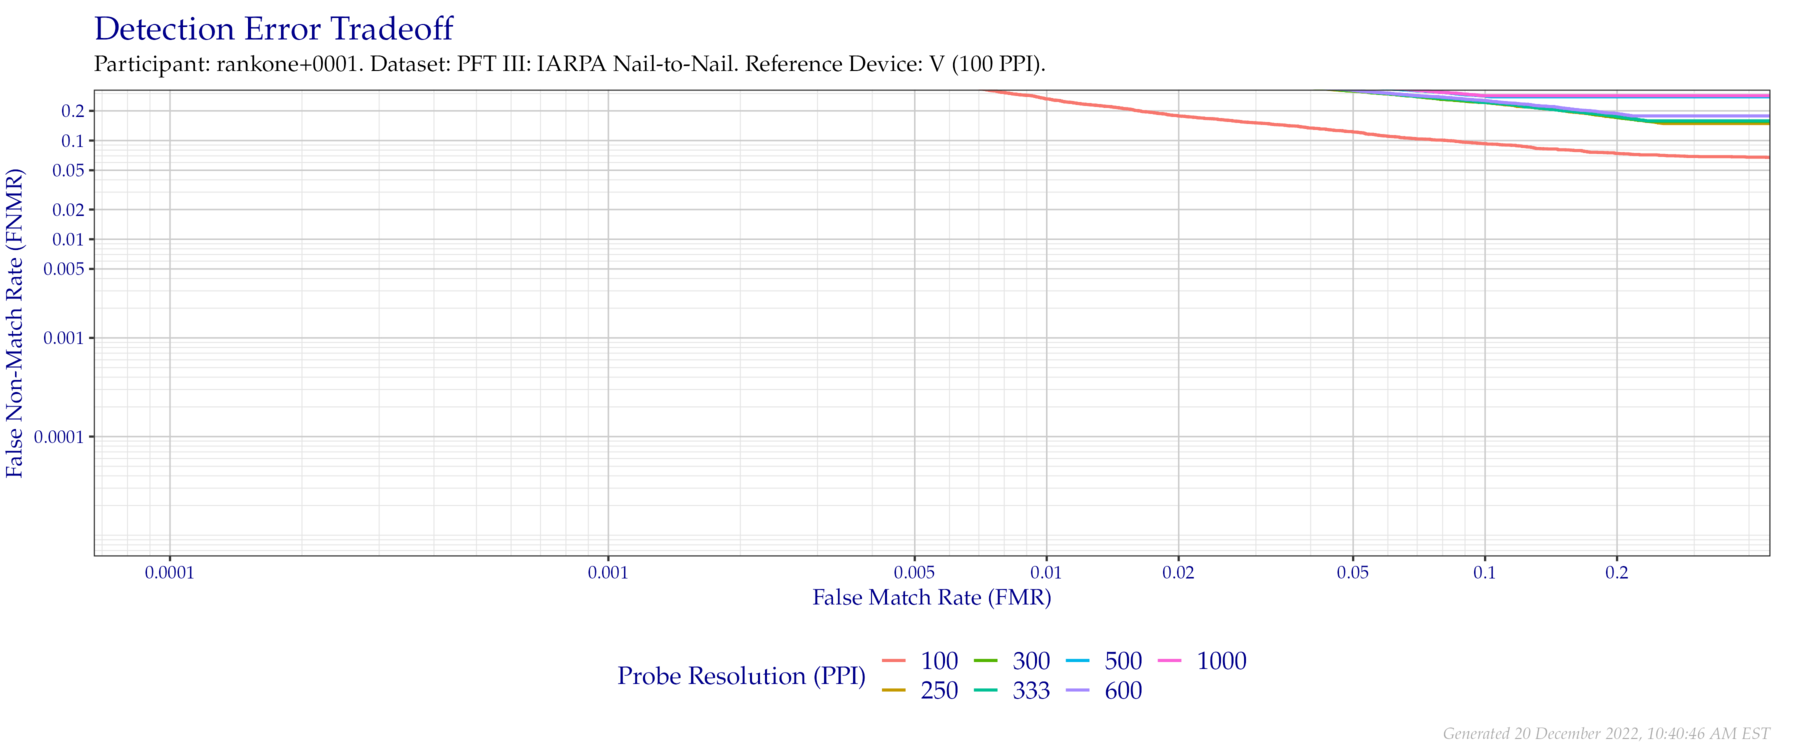 Detection Error Tradeoff
Participant: rankone+0001. Dataset: PFT III: IARPA Nail-to-Nail. Reference Device: V (100 PPI).
False Non-Match Rate (FNMR)
0.2
0.1
0.05
0.02
0.01
0.005
0.001
0.0001
0.0001 0.001 0.005 0.01 0.02 0.05 0.1 0.2
False Match Rate (FMR)
Probe Resolution (PPI)
100 300 500 1000
250 333 600
Generated 20 December 2022, 10:40:46 AM EST